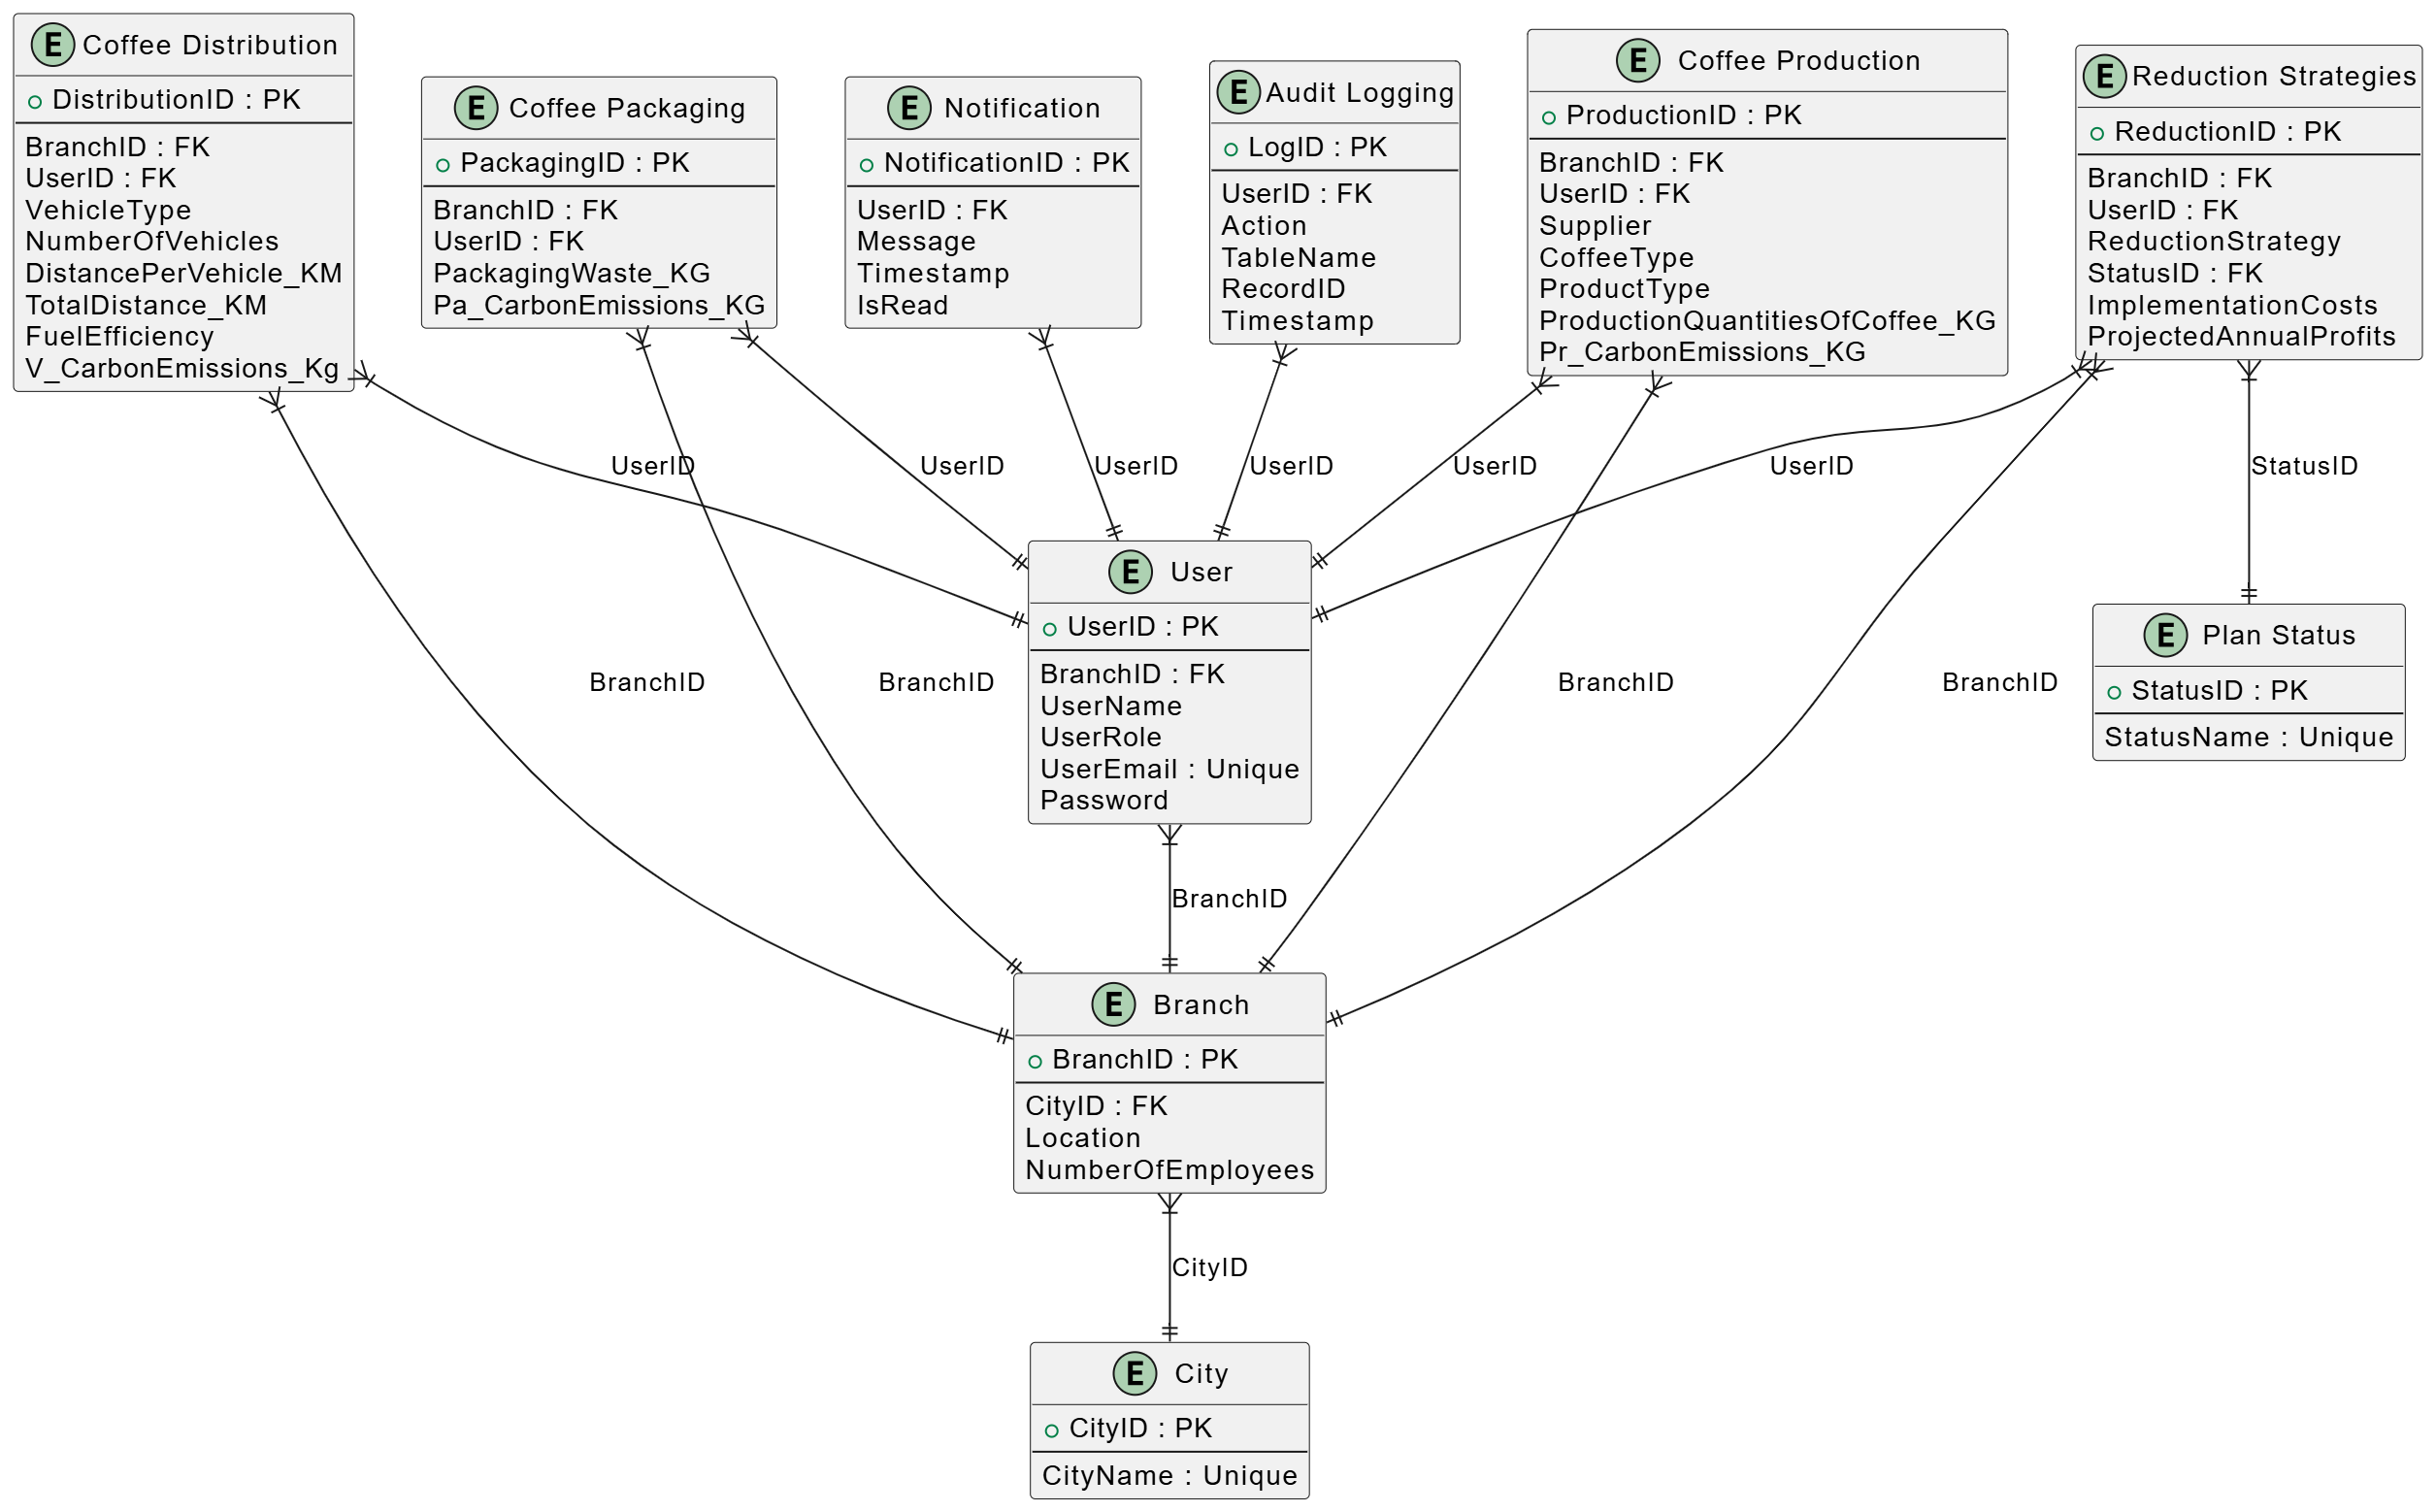 E Coffee Distribution
DistributionID : PK
BranchID : FK
UserID : FK
VehicleType
NumberOfVehicles
DistancePerVehicle_KM
TotalDistance_KM
FuelEfficiency
V_CarbonEmissions_Kg
E Coffee Packaging
PackagingID : PK
BranchID : FK
UserID : FK
PackagingWaste_KG
Pa_CarbonEmissions_KG
E Notification
NotificationID : PK
UserID : FK
Message
Timestamp
IsRead
E Audit Logging
LogID : PK
UserID : FK
Action
TableName
RecordID
Timestamp
E Coffee Production
ProductionID : PK
BranchID : FK
UserID : FK
Supplier
CoffeeType
ProductType
ProductionQuantitiesOfCoffee_KG
Pr_CarbonEmissions_KG
E Reduction Strategies
ReductionID : PK
BranchID : FK
UserID : FK
ReductionStrategy
StatusID : FK
ImplementationCosts
ProjectedAnnualProfits
UserID
UserID
UserID
UserID
UserID
UserID
StatusID
E User
UserID : PK
BranchID : FK
UserName
UserRole
UserEmail : Unique
Password
E Plan Status
StatusID : PK
StatusName : Unique
BranchID
BranchID
BranchID
BranchID
BranchID
E Branch
BranchID : PK
CityID : FK
Location
NumberOfEmployees
CityID
E City
CityID : PK
CityName : Unique